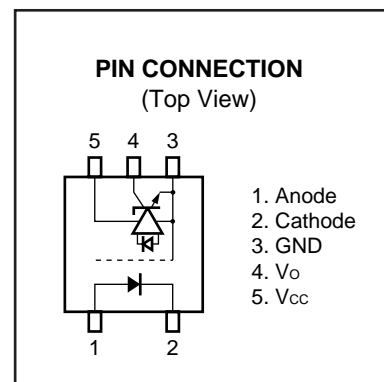 PIN CONNECTION
(Top View)
5 4 3
1. Anode
2. Cathode
3. GND
4. Vo
5. Vcc
1 2